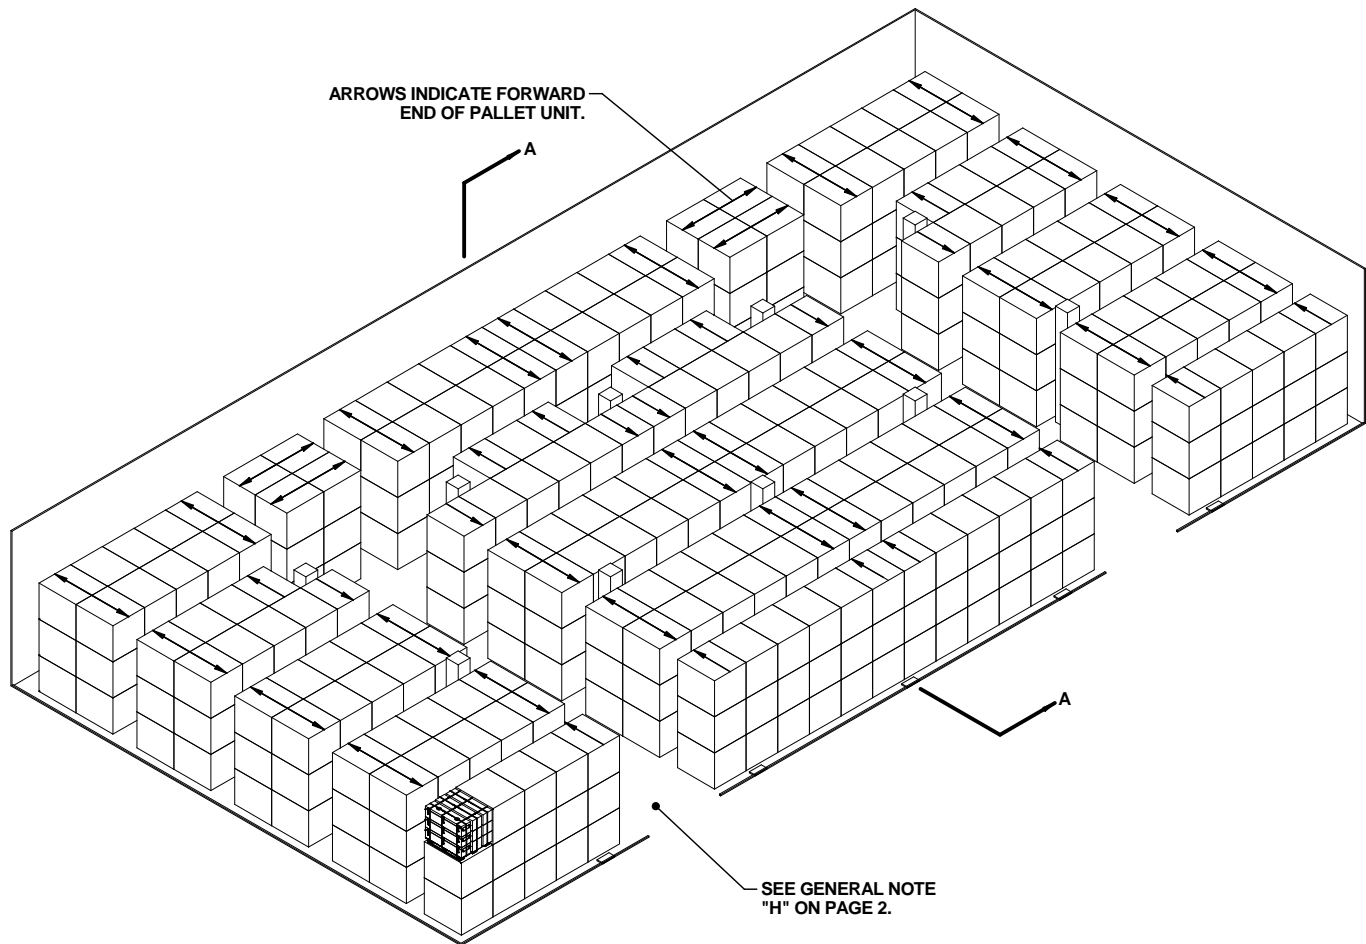 ARROWS INDICATE FORWARD
END OF PALLET UNIT.
A
A
SEE GENERAL NOTE
"H" ON PAGE 2.